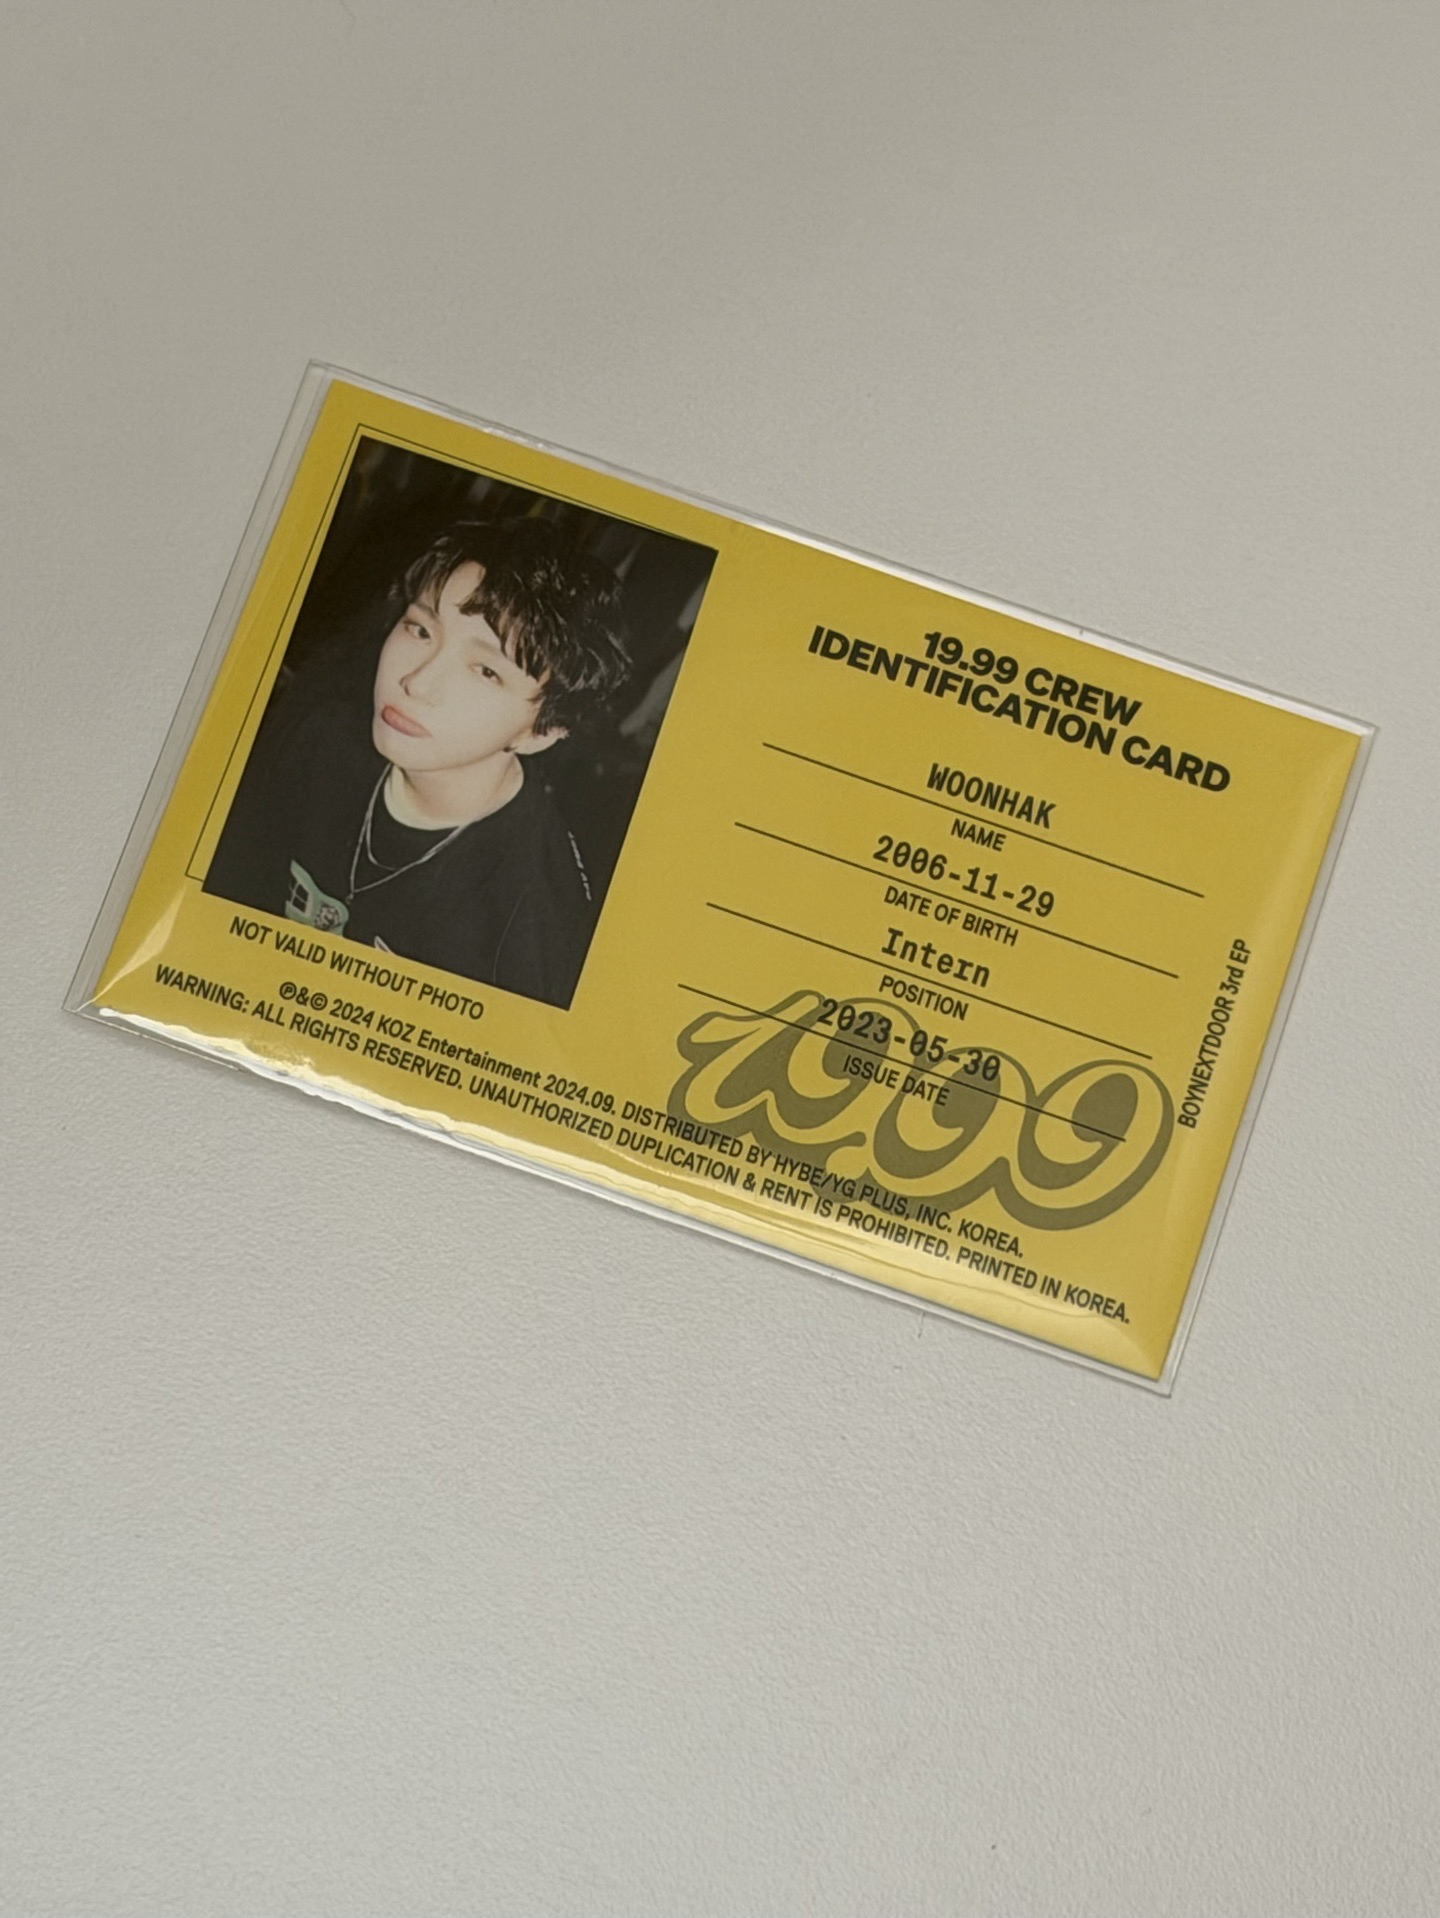 19.99 CREW
IDENTIFICATION CARD
WOONHAK
NAME
2006-11-29
DATE OF BIRTH
Intern
POSITION
2023-05-30
ISSUE DATE
19.99
BOYNEXTDOOR 3rd EP
NOT VALID WITHOUT PHOTO
℗&© 2024 KOZ Entertainment 2024.09. DISTRIBUTED BY HYBE/YG PLUS, INC. KOREA.
WARNING: ALL RIGHTS RESERVED. UNAUTHORIZED DUPLICATION & RENT IS PROHIBITED. PRINTED IN KOREA.